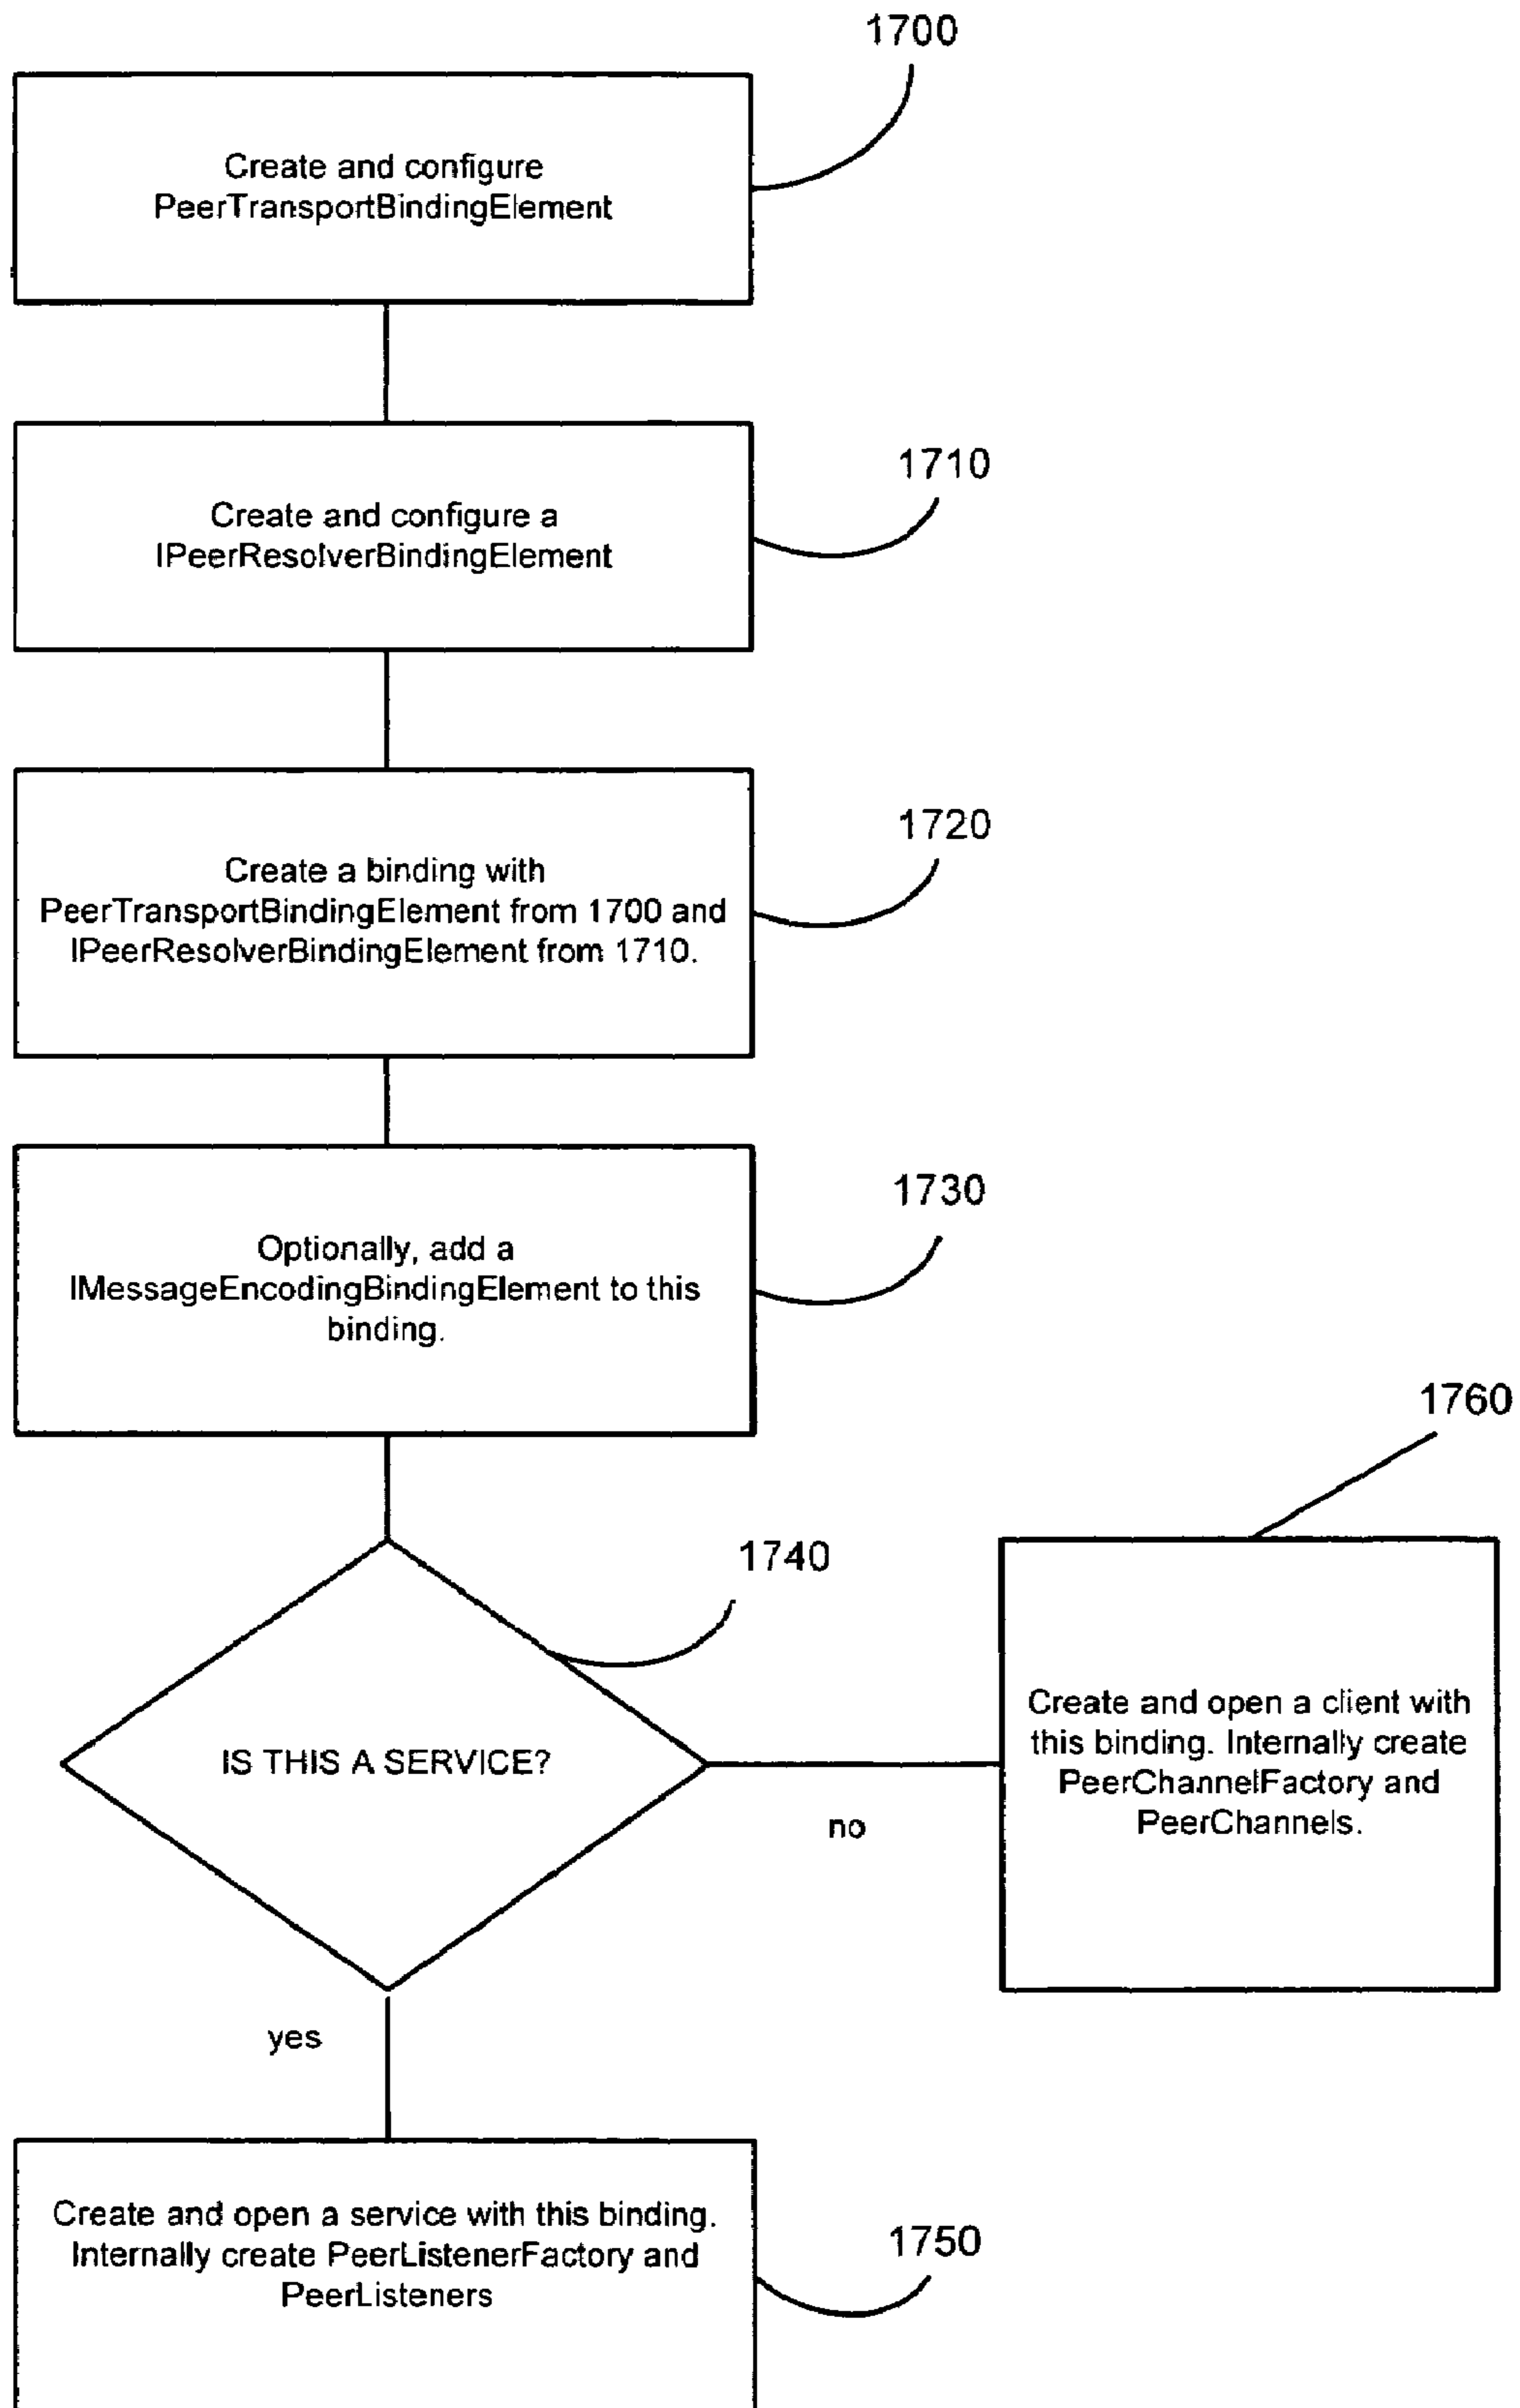 1700
Create and configure
PeerTransportBindingElement
1710
Create and configure a
IPeerResolverBindingElement
1720
Create a binding with
PeerTransportBindingElement from 1700 and
IPeerResolverBindingElement from 1710.
1730
Optionally, add a
IMessageEncodingBindingElement to this
binding.
1740
IS THIS A SERVICE?
1760
Create and open a client with
this binding. Internally create
PeerChannelFactory and
PeerChannels.
no
yes
1750
Create and open a service with this binding.
Internally create PeerListenerFactory and
PeerListeners